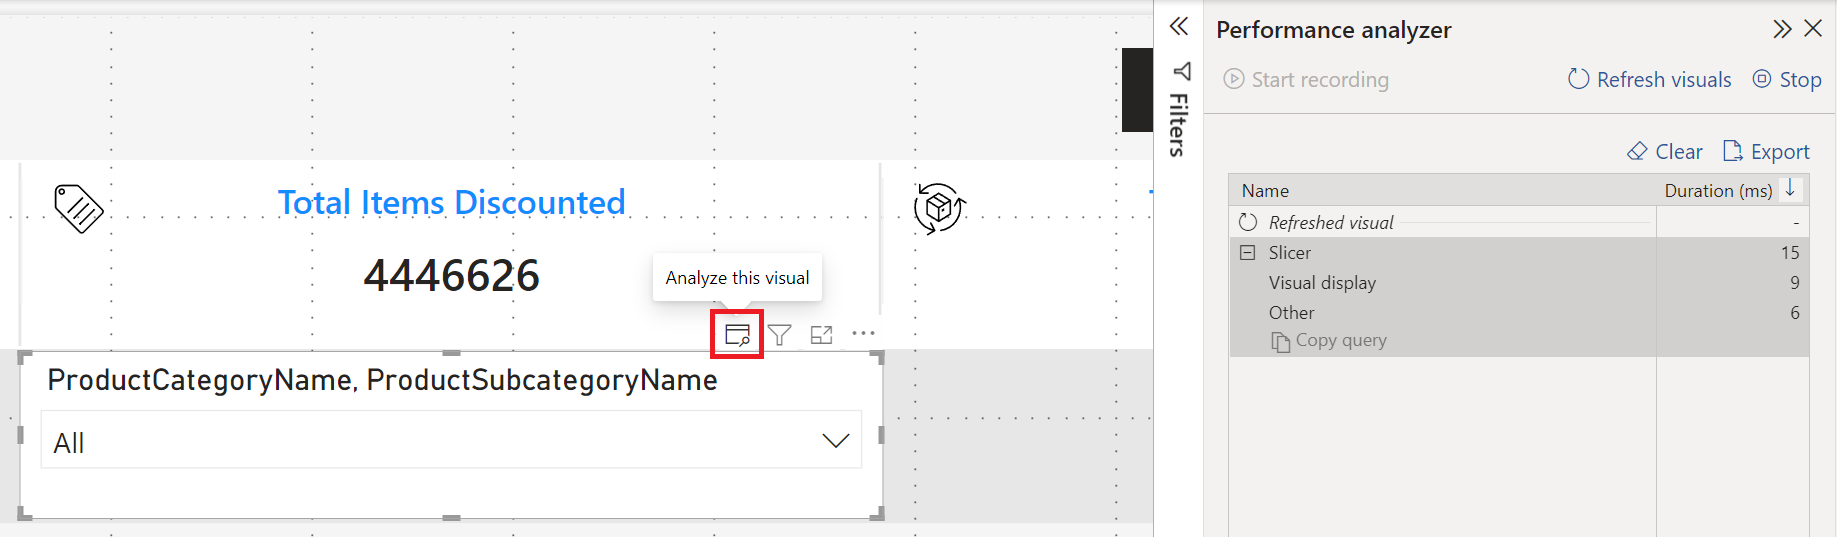 Total Items Discounted
4446626
Analyze this visual
ProductCategoryName, ProductSubcategoryName
All
Filters
Performance analyzer
Start recording
Refresh visuals
Stop
Clear
Export
Name
Duration (ms)
Refreshed visual
-
Slicer
15
Visual display
9
Other
6
Copy query